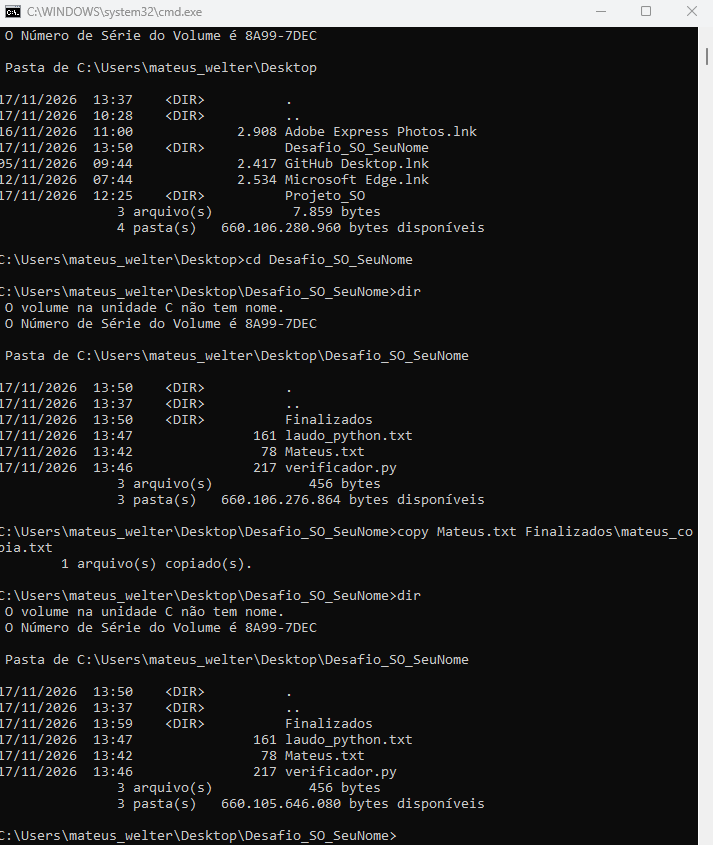 C:\WINDOWS\system32\cmd.exe
O Número de Série do Volume é 8A99-7DEC
Pasta de C:\Users\mateus_welter\Desktop
17/11/2026  13:37    <DIR>          .
17/11/2026  10:28    <DIR>          ..
16/11/2026  11:00             2.908 Adobe Express Photos.lnk
17/11/2026  13:50    <DIR>          Desafio_SO_SeuNome
05/11/2026  09:44             2.417 GitHub Desktop.lnk
12/11/2026  07:44             2.534 Microsoft Edge.lnk
17/11/2026  12:25    <DIR>          Projeto_SO
3 arquivo(s)          7.859 bytes
4 pasta(s)   660.106.280.960 bytes disponíveis
C:\Users\mateus_welter\Desktop>cd Desafio_SO_SeuNome
C:\Users\mateus_welter\Desktop\Desafio_SO_SeuNome>dir
O volume na unidade C não tem nome.
O Número de Série do Volume é 8A99-7DEC
Pasta de C:\Users\mateus_welter\Desktop\Desafio_SO_SeuNome
17/11/2026  13:50    <DIR>          .
17/11/2026  13:37    <DIR>          ..
17/11/2026  13:50    <DIR>          Finalizados
17/11/2026  13:47               161 laudo_python.txt
17/11/2026  13:42                78 Mateus.txt
17/11/2026  13:46               217 verificador.py
3 arquivo(s)            456 bytes
3 pasta(s)   660.106.276.864 bytes disponíveis
C:\Users\mateus_welter\Desktop\Desafio_SO_SeuNome>copy Mateus.txt Finalizados\mateus_co
pia.txt
1 arquivo(s) copiado(s).
C:\Users\mateus_welter\Desktop\Desafio_SO_SeuNome>dir
O volume na unidade C não tem nome.
O Número de Série do Volume é 8A99-7DEC
Pasta de C:\Users\mateus_welter\Desktop\Desafio_SO_SeuNome
17/11/2026  13:50    <DIR>          .
17/11/2026  13:37    <DIR>          ..
17/11/2026  13:59    <DIR>          Finalizados
17/11/2026  13:47               161 laudo_python.txt
17/11/2026  13:42                78 Mateus.txt
17/11/2026  13:46               217 verificador.py
3 arquivo(s)            456 bytes
3 pasta(s)   660.105.646.080 bytes disponíveis
C:\Users\mateus_welter\Desktop\Desafio_SO_SeuNome>